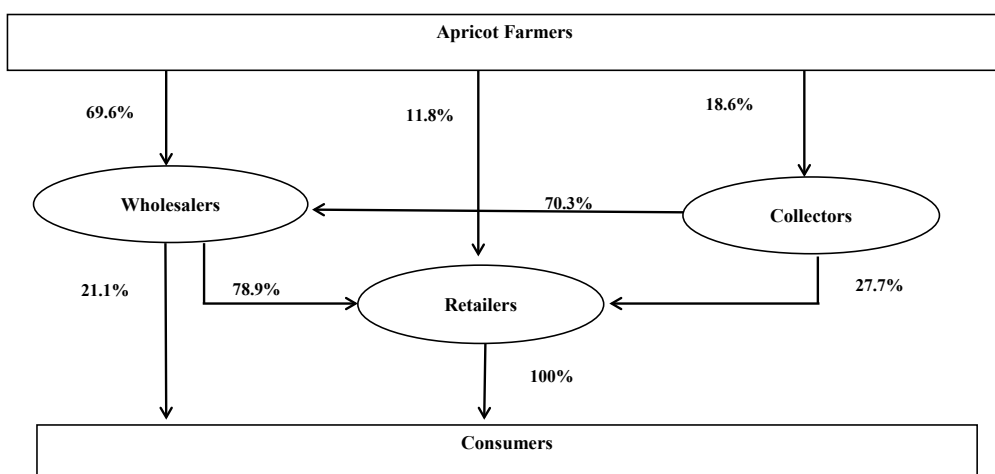 Apricot Farmers
69.6%
11.8%
18.6%
Wholesalers
70.3%
Collectors
21.1%
78.9%
Retailers
27.7%
100%
Consumers